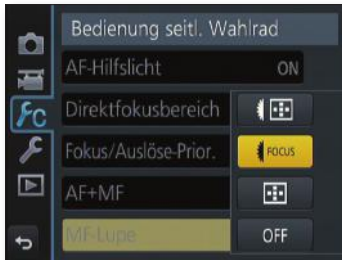 Bedienung seitl. Wahlrad
AF-Hilfslicht ON
Direktfokusbereich
Fokus/Auslöse-Prior. FOCUS
AF+MF
MF-Lupe OFF
C